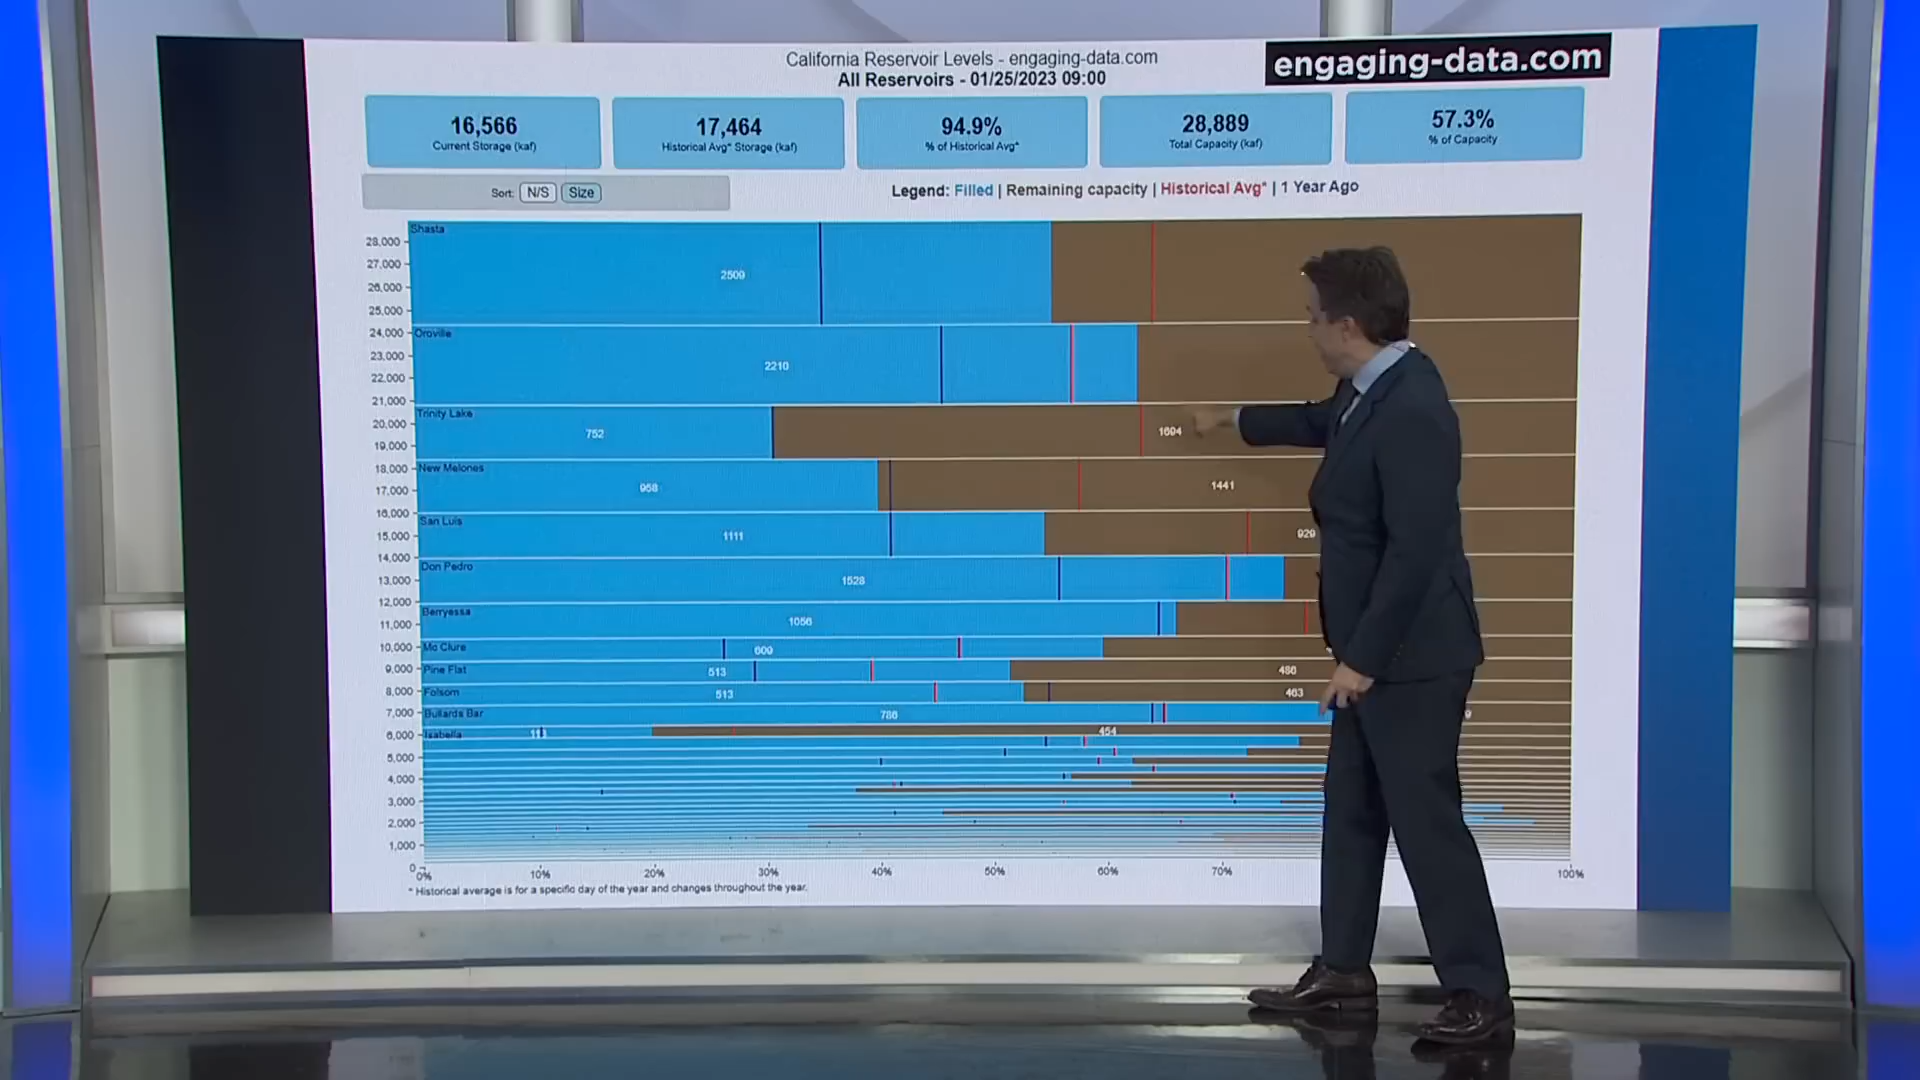 California Reservoir Levels - engaging-data.com
All Reservoirs - 01/25/2023 09:00
engaging-data.com
16,566
Current Storage (kaf)
17,464
Historical Avg* Storage (kaf)
94.9%
% of Historical Avg*
28,889
Total Capacity (kaf)
57.3%
% of Capacity
Sort: N/S Size
Legend: Filled | Remaining capacity | Historical Avg* | 1 Year Ago
Shasta
28,000
27,000
2509
26,000
25,000
24,000 Oroville
23,000
2210
22,000
21,000
Trinity Lake
20,000
752 1694
19,000
18,000 New Melones
17,000 958 1441
16,000
San Luis
15,000 1111 929
14,000
Don Pedro
13,000 1528
12,000
Berryessa
11,000 1056
10,000 Mc Clure 609
9,000 Pine Flat 513 486
8,000 Folsom 513 463
7,000 Bullards Bar 786 9
6,000 Isabella 454
5,000
4,000
3,000
2,000
1,000
0
0% 10% 20% 30% 40% 50% 60% 70% 100%
* Historical average is for a specific day of the year and changes throughout the year.